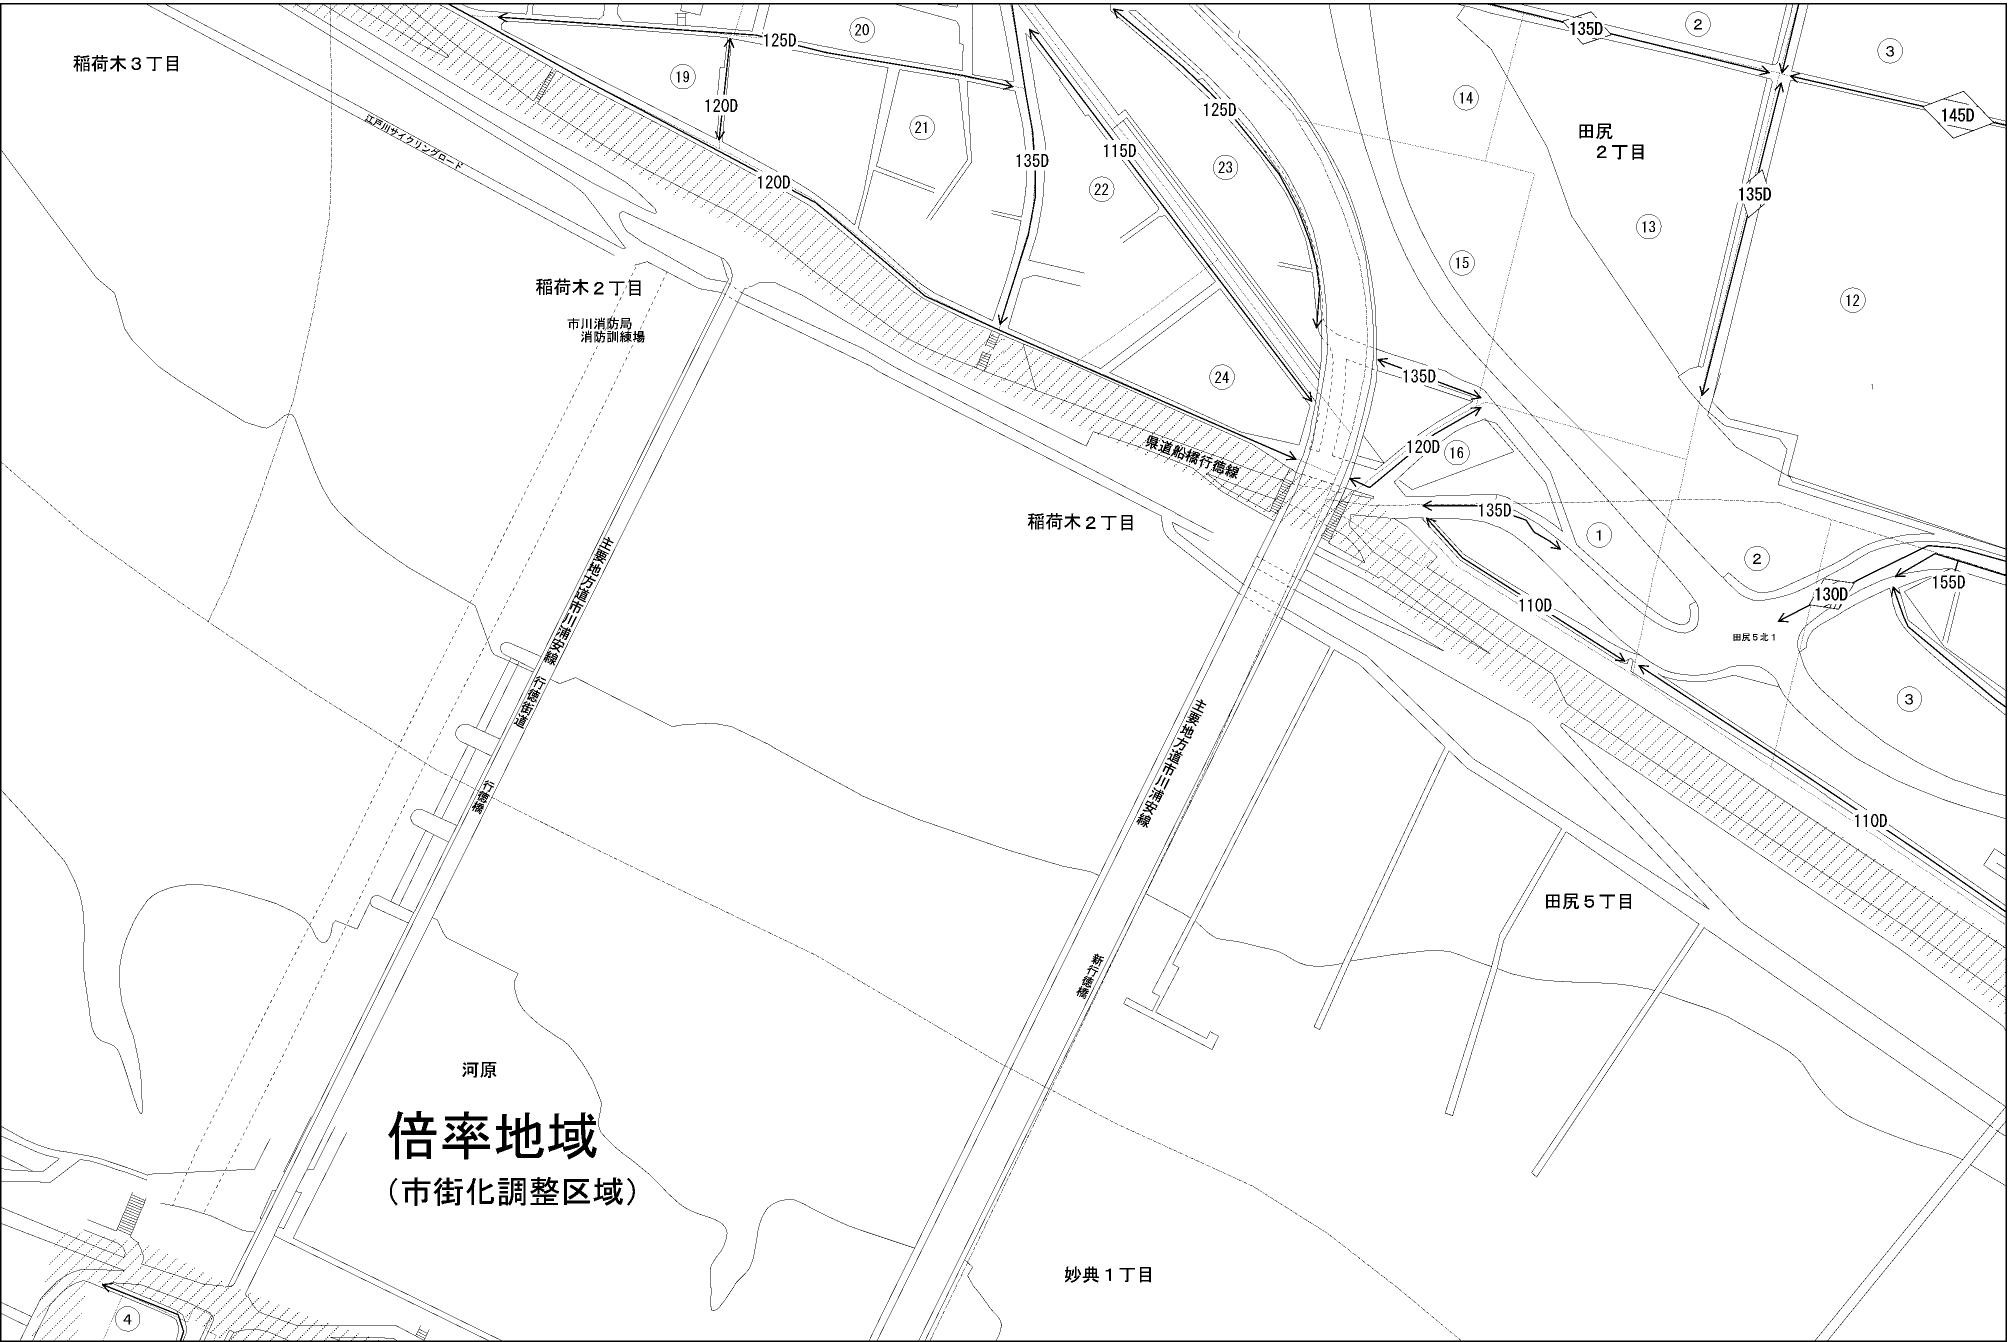 稲荷木３丁目
江戸川サイクリングロード
125D
⑳
⑲
120D
㉑
120D
135D
115D
㉒
125D
㉓
135D
②
③
⑭
145D
田尻
２丁目
135D
⑬
⑮
⑫
稲荷木２丁目
市川消防局
消防訓練場
㉔
135D
120D
⑯
県道船橋行徳線
稲荷木２丁目
135D
①
②
110D
130D
155D
田尻５北１
③
主要地方道市川浦安線
行徳街道
行徳橋
主要地方道市川浦安線
新行徳橋
110D
田尻５丁目
河原
倍率地域
（市街化調整区域）
妙典１丁目
④